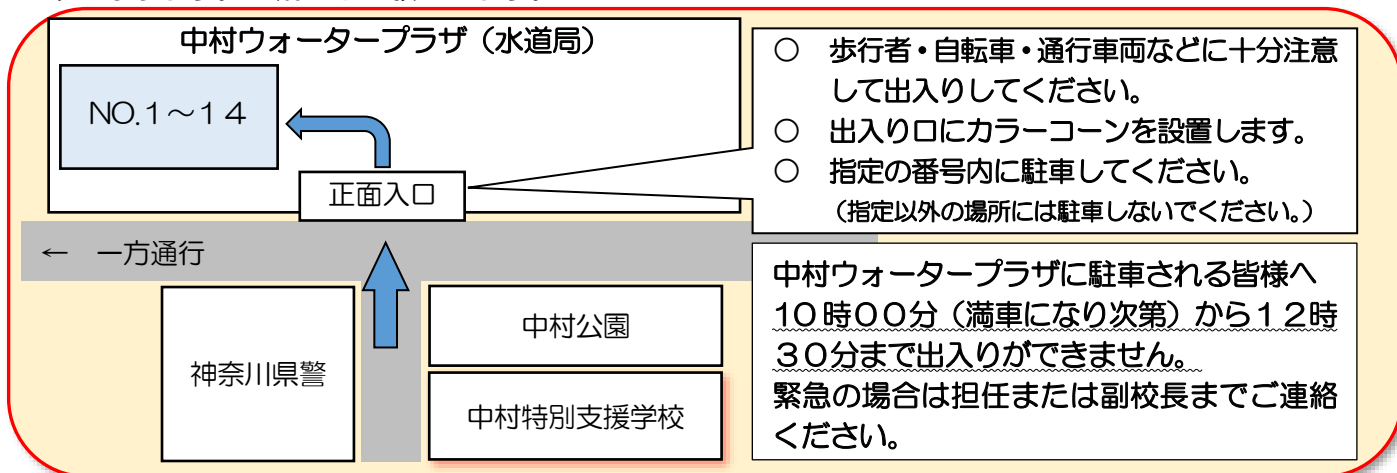 中村ウォータープラザ（水道局）
NO.1～14
正面入口
○ 歩行者・自転車・通行車両などに十分注意
して出入りしてください。
○ 出入り口にカラーコーンを設置します。
○ 指定の番号内に駐車してください。
（指定以外の場所には駐車しないでください。）
← 一方通行
神奈川県警
中村公園
中村特別支援学校
中村ウォータープラザに駐車される皆様へ
10時00分（満車になり次第）から12時
30分まで出入りができません。
緊急の場合は担任または副校長までご連絡
ください。